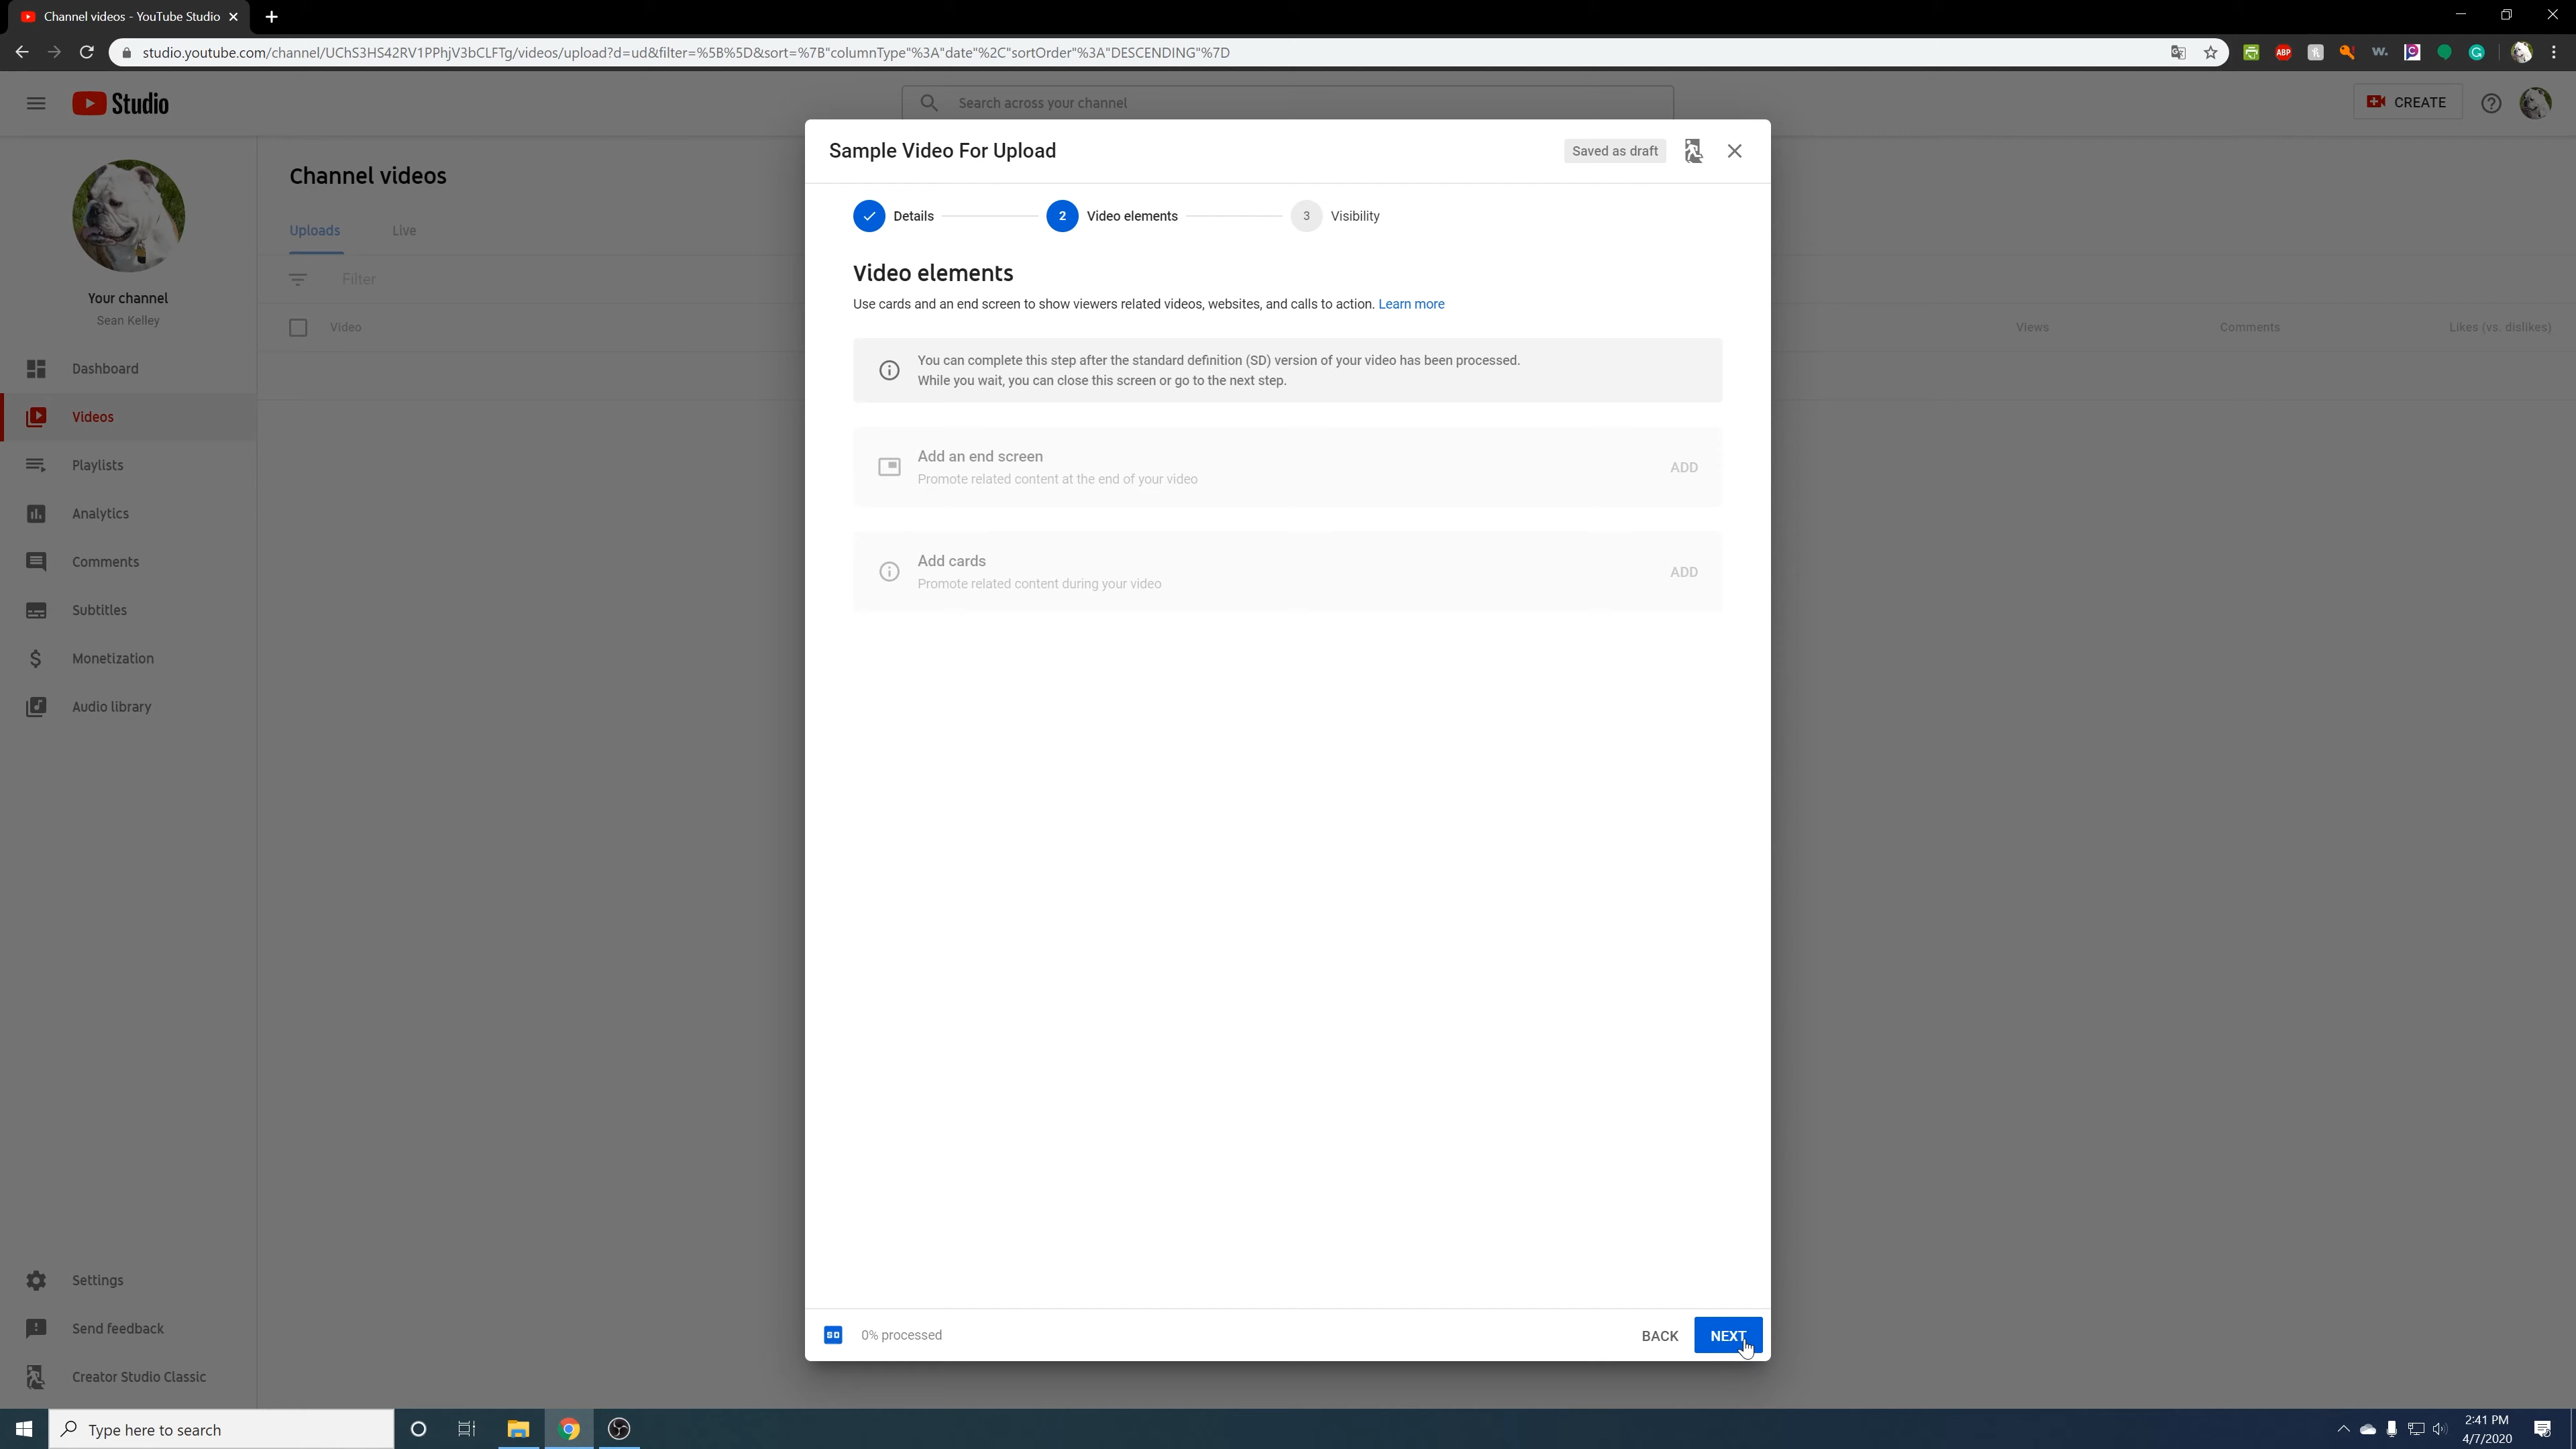 Channel videos - YouTube Studio
studio.youtube.com/channel/UChS3HS42RV1PPhjV3bCLFTg/videos/upload?d=ud&filter=%5B%5D&sort=%7B"columnType"%3A"date"%2C"sortOrder"%3A"DESCENDING"%7D
ABP
w.
Studio
Search across your channel
CREATE
Your channel
Sean Kelley
Dashboard
Videos
Playlists
Analytics
Comments
Subtitles
Monetization
Audio library
Settings
Send feedback
Creator Studio Classic
Channel videos
Uploads
Live
Filter
Video
Views
Comments
Likes (vs. dislikes)
Sample Video For Upload
Saved as draft
Details
2
Video elements
3
Visibility
Video elements
Use cards and an end screen to show viewers related videos, websites, and calls to action. Learn more
You can complete this step after the standard definition (SD) version of your video has been processed.
While you wait, you can close this screen or go to the next step.
Add an end screen
Promote related content at the end of your video
ADD
Add cards
Promote related content during your video
ADD
SD
0% processed
BACK
NEXT
Type here to search
2:41 PM
4/7/2020